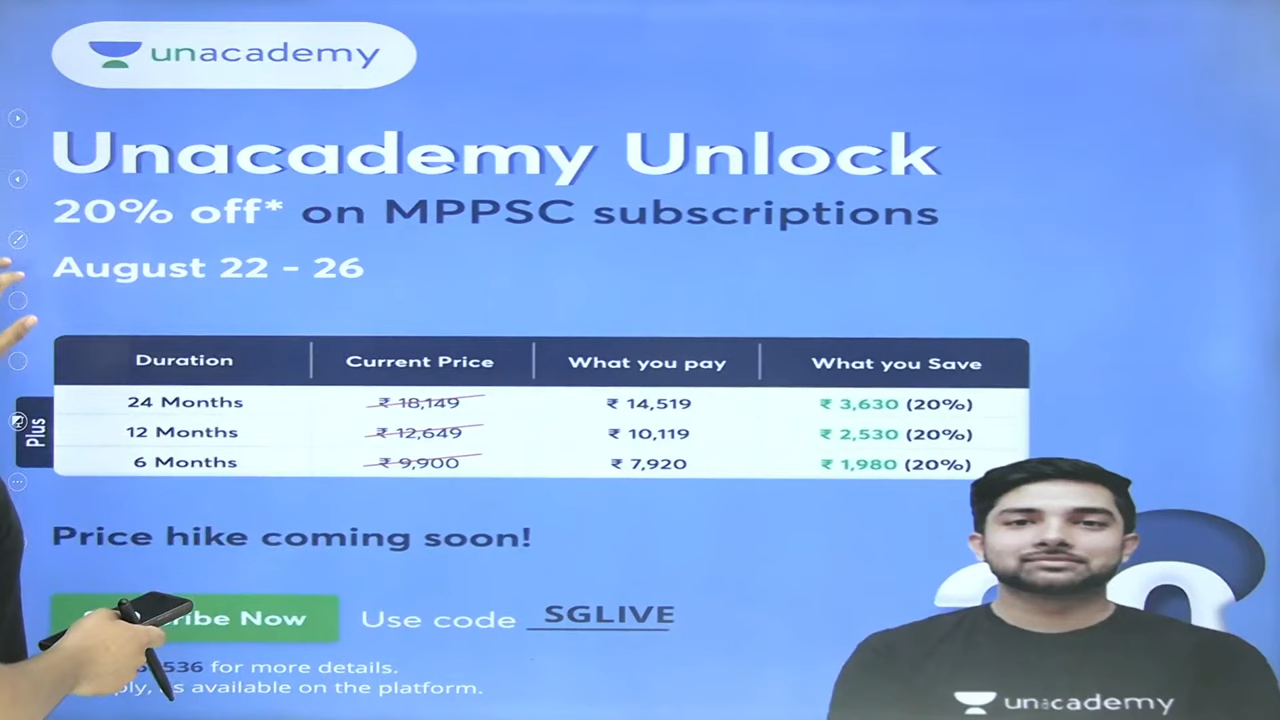 unacademy
Unacademy Unlock
20% off* on MPPSC subscriptions
August 22 - 26
Duration Current Price What you pay What you Save
Plus
24 Months ₹ 18,149 ₹ 14,519 ₹ 3,630 (20%)
12 Months ₹ 12,649 ₹ 10,119 ₹ 2,530 (20%)
6 Months ₹ 9,900 ₹ 7,920 ₹ 1,980 (20%)
Price hike coming soon!
Now Use code SGLIVE
for more details.
available on the platform.
unacademy